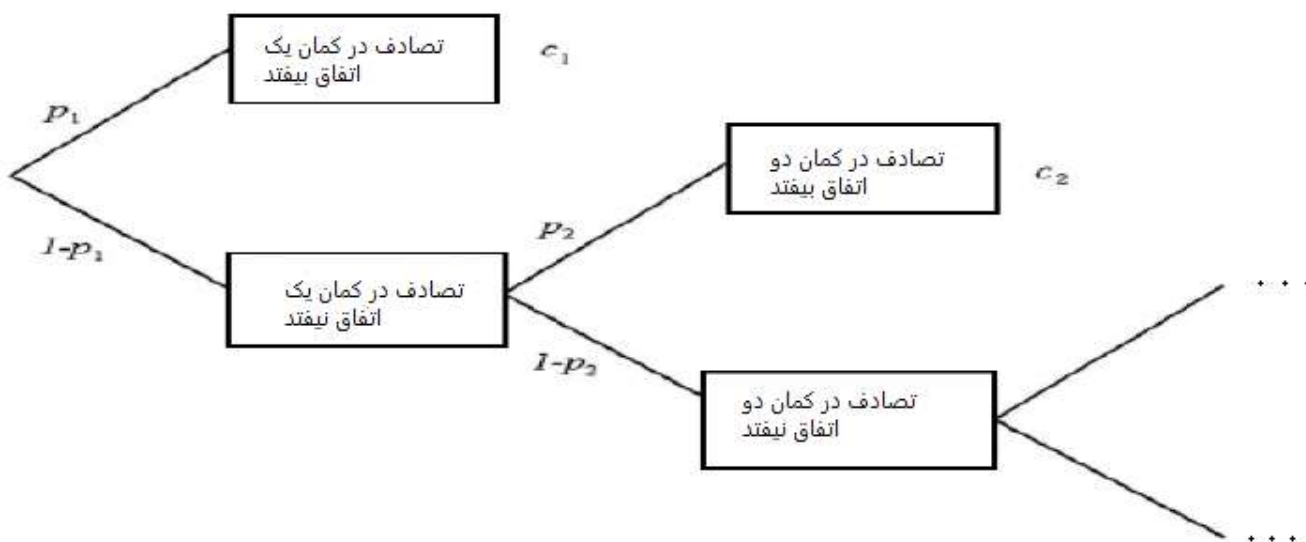 تصادف در کمان یک
اتفاق بیفتد
c₁
p₁
تصادف در کمان دو
اتفاق بیفتد
c₂
p₂
1-p₁
تصادف در کمان یک
اتفاق نیفتد
. . .
1-p₂
تصادف در کمان دو
اتفاق نیفتد
. . . .